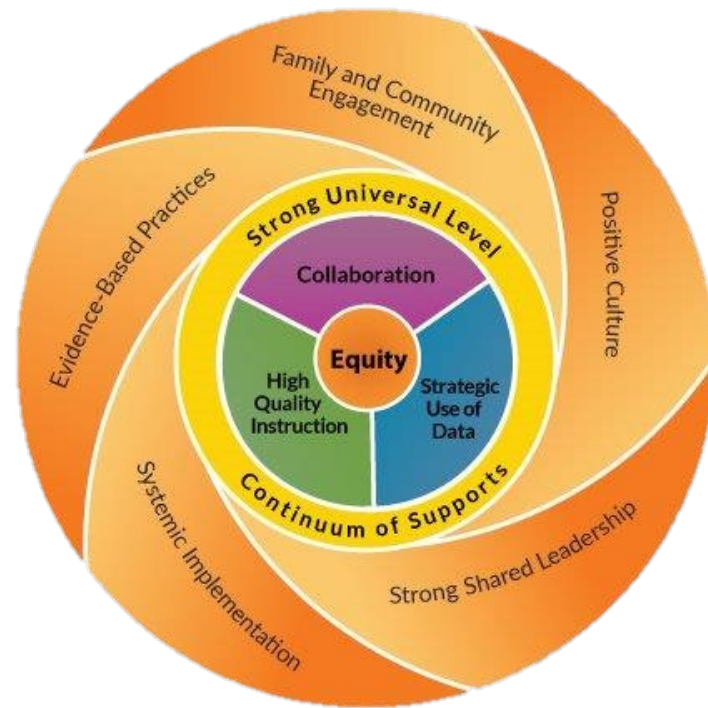 Family and Community
Engagement
Positive Culture
Strong Shared Leadership
Systemic Implementation
Evidence-Based Practices
Strong Universal Level
Continuum of Supports
Collaboration
Strategic
Use of
Data
High
Quality
Instruction
Equity